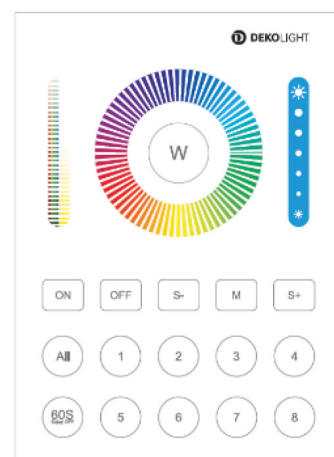 DEKOLIGHT
W
ON OFF S- M S+
All 1 2 3 4
60S 5 6 7 8